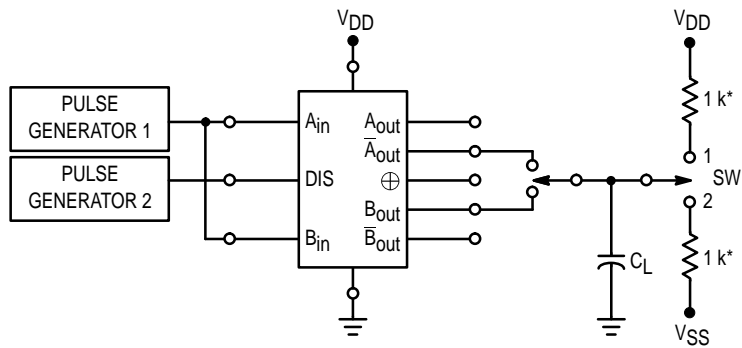 VDD
VDD
PULSE
GENERATOR 1
Ain
Aout
1 k*
PULSE
GENERATOR 2
A̅out
1
DIS
⊕
SW
Bout
2
Bin
B̅out
CL
1 k*
VSS